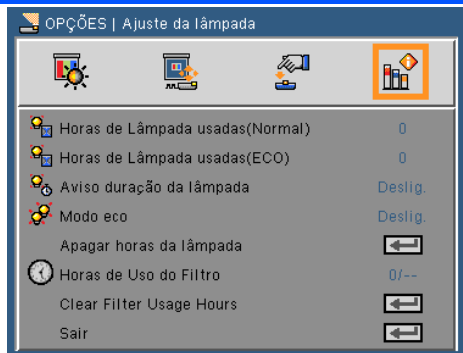 OPÇÕES | Ajuste da lâmpada
Horas de Lâmpada usadas(Normal) 0
Horas de Lâmpada usadas(ECO) 0
Aviso duração da lâmpada Deslig.
Modo eco Deslig.
Apagar horas da lâmpada
Horas de Uso do Filtro 0/--
Clear Filter Usage Hours
Sair